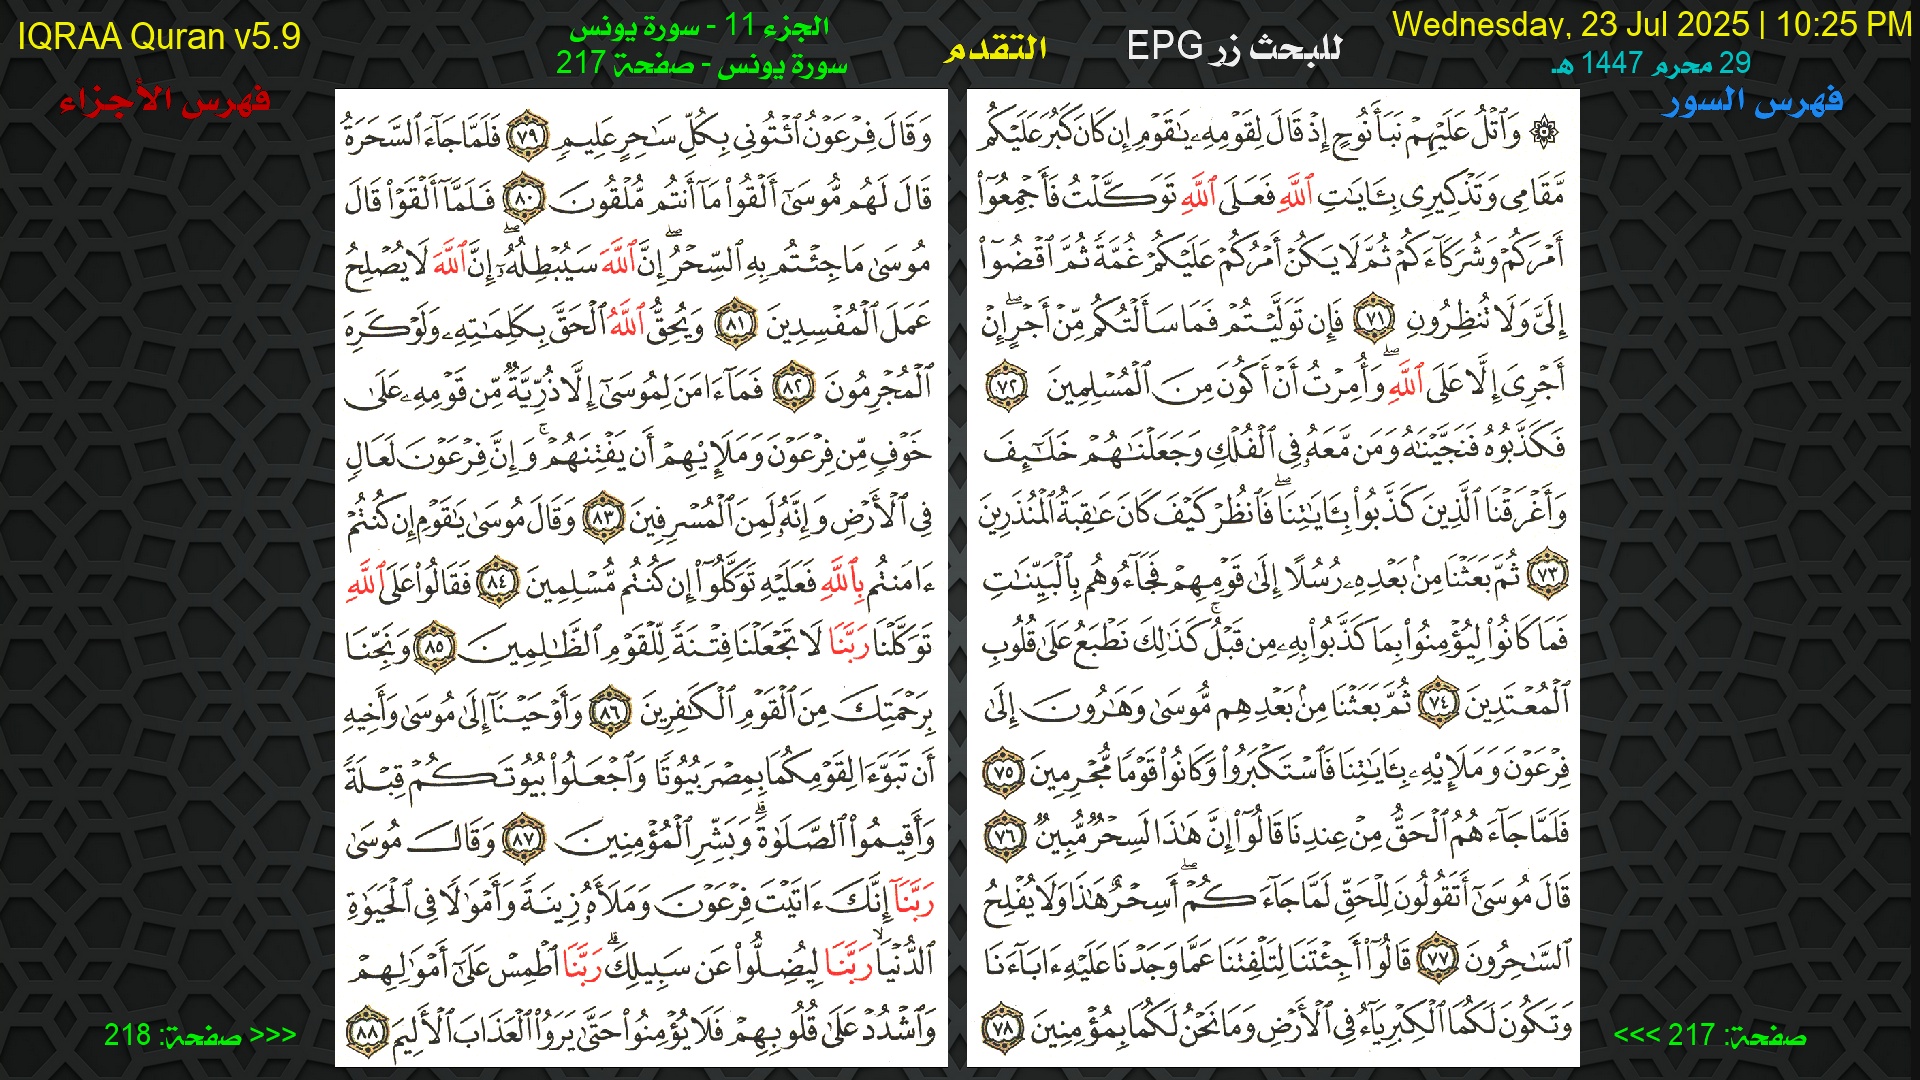 IQRAA Quran v5.9
الجزء 11 - سورة يونس
سورة يونس - صفحة 217
التقدم
للبحث زر EPG
Wednesday, 23 Jul 2025 | 10:25 PM
29 محرم 1447 هـ
فهرس السور
فهرس الأجزاء
۞ وَٱتْلُ عَلَيْهِمْ نَبَأَ نُوحٍ إِذْ قَالَ لِقَوْمِهِۦ يَٰقَوْمِ إِن كَانَ كَبُرَ عَلَيْكُم
مَّقَامِى وَتَذْكِيرِى بِـَٔايَٰتِ ٱللَّهِ فَعَلَى ٱللَّهِ تَوَكَّلْتُ فَأَجْمِعُوٓا۟
أَمْرَكُمْ وَشُرَكَآءَكُمْ ثُمَّ لَا يَكُنْ أَمْرُكُمْ عَلَيْكُمْ غُمَّةً ثُمَّ ٱقْضُوٓا۟
إِلَىَّ وَلَا تُنظِرُونِ ٧١ فَإِن تَوَلَّيْتُمْ فَمَا سَأَلْتُكُم مِّنْ أَجْرٍ ۖ إِنْ
أَجْرِىَ إِلَّا عَلَى ٱللَّهِ ۖ وَأُمِرْتُ أَنْ أَكُونَ مِنَ ٱلْمُسْلِمِينَ ٧٢
فَكَذَّبُوهُ فَنَجَّيْنَٰهُ وَمَن مَّعَهُۥ فِى ٱلْفُلْكِ وَجَعَلْنَٰهُمْ خَلَٰٓئِفَ
وَأَغْرَقْنَا ٱلَّذِينَ كَذَّبُوا۟ بِـَٔايَٰتِنَا ۖ فَٱنظُرْ كَيْفَ كَانَ عَٰقِبَةُ ٱلْمُنذَرِينَ
٧٣ ثُمَّ بَعَثْنَا مِنۢ بَعْدِهِۦ رُسُلًا إِلَىٰ قَوْمِهِمْ فَجَآءُوهُم بِٱلْبَيِّنَٰتِ
فَمَا كَانُوا۟ لِيُؤْمِنُوا۟ بِمَا كَذَّبُوا۟ بِهِۦ مِن قَبْلُ ۚ كَذَٰلِكَ نَطْبَعُ عَلَىٰ قُلُوبِ
ٱلْمُعْتَدِينَ ٧٤ ثُمَّ بَعَثْنَا مِنۢ بَعْدِهِم مُّوسَىٰ وَهَٰرُونَ إِلَىٰ
فِرْعَوْنَ وَمَلَإِي۟هِۦ بِـَٔايَٰتِنَا فَٱسْتَكْبَرُوا۟ وَكَانُوا۟ قَوْمًا مُّجْرِمِينَ ٧٥
فَلَمَّا جَآءَهُمُ ٱلْحَقُّ مِنْ عِندِنَا قَالُوٓا۟ إِنَّ هَٰذَا لَسِحْرٌ مُّبِينٌ ٧٦
قَالَ مُوسَىٰٓ أَتَقُولُونَ لِلْحَقِّ لَمَّا جَآءَكُمْ ۖ أَسِحْرٌ هَٰذَا وَلَا يُفْلِحُ
ٱلسَّٰحِرُونَ ٧٧ قَالُوٓا۟ أَجِئْتَنَا لِتَلْفِتَنَا عَمَّا وَجَدْنَا عَلَيْهِ ءَابَآءَنَا
وَتَكُونَ لَكُمَا ٱلْكِبْرِيَآءُ فِى ٱلْأَرْضِ وَمَا نَحْنُ لَكُمَا بِمُؤْمِنِينَ ٧٨
وَقَالَ فِرْعَوْنُ ٱئْتُونِى بِكُلِّ سَٰحِرٍ عَلِيمٍ ٧٩ فَلَمَّا جَآءَ ٱلسَّحَرَةُ
قَالَ لَهُم مُّوسَىٰٓ أَلْقُوا۟ مَآ أَنتُم مُّلْقُونَ ٨٠ فَلَمَّآ أَلْقَوْا۟ قَالَ
مُوسَىٰ مَا جِئْتُم بِهِ ٱلسِّحْرُ ۖ إِنَّ ٱللَّهَ سَيُبْطِلُهُۥٓ ۖ إِنَّ ٱللَّهَ لَا يُصْلِحُ
عَمَلَ ٱلْمُفْسِدِينَ ٨١ وَيُحِقُّ ٱللَّهُ ٱلْحَقَّ بِكَلِمَٰتِهِۦ وَلَوْ كَرِهَ
ٱلْمُجْرِمُونَ ٨٢ فَمَآ ءَامَنَ لِمُوسَىٰٓ إِلَّا ذُرِّيَّةٌ مِّن قَوْمِهِۦ عَلَىٰ
خَوْفٍ مِّن فِرْعَوْنَ وَمَلَإِي۟هِمْ أَن يَفْتِنَهُمْ ۚ وَإِنَّ فِرْعَوْنَ لَعَالٍ
فِى ٱلْأَرْضِ وَإِنَّهُۥ لَمِنَ ٱلْمُسْرِفِينَ ٨٣ وَقَالَ مُوسَىٰ يَٰقَوْمِ إِن كُنتُمْ
ءَامَنتُم بِٱللَّهِ فَعَلَيْهِ تَوَكَّلُوٓا۟ إِن كُنتُم مُّسْلِمِينَ ٨٤ فَقَالُوا۟ عَلَى ٱللَّهِ
تَوَكَّلْنَا رَبَّنَا لَا تَجْعَلْنَا فِتْنَةً لِّلْقَوْمِ ٱلظَّٰلِمِينَ ٨٥ وَنَجِّنَا
بِرَحْمَتِكَ مِنَ ٱلْقَوْمِ ٱلْكَٰفِرِينَ ٨٦ وَأَوْحَيْنَآ إِلَىٰ مُوسَىٰ وَأَخِيهِ
أَن تَبَوَّءَا لِقَوْمِكُمَا بِمِصْرَ بُيُوتًا وَٱجْعَلُوا۟ بُيُوتَكُمْ قِبْلَةً
وَأَقِيمُوا۟ ٱلصَّلَوٰةَ ۗ وَبَشِّرِ ٱلْمُؤْمِنِينَ ٨٧ وَقَالَ مُوسَىٰ
رَبَّنَآ إِنَّكَ ءَاتَيْتَ فِرْعَوْنَ وَمَلَأَهُۥ زِينَةً وَأَمْوَٰلًا فِى ٱلْحَيَوٰةِ
ٱلدُّنْيَا رَبَّنَا لِيُضِلُّوا۟ عَن سَبِيلِكَ ۖ رَبَّنَا ٱطْمِسْ عَلَىٰٓ أَمْوَٰلِهِمْ
وَٱشْدُدْ عَلَىٰ قُلُوبِهِمْ فَلَا يُؤْمِنُوا۟ حَتَّىٰ يَرَوُا۟ ٱلْعَذَابَ ٱلْأَلِيمَ ٨٨
صفحة: 217 >>>
<<< صفحة: 218